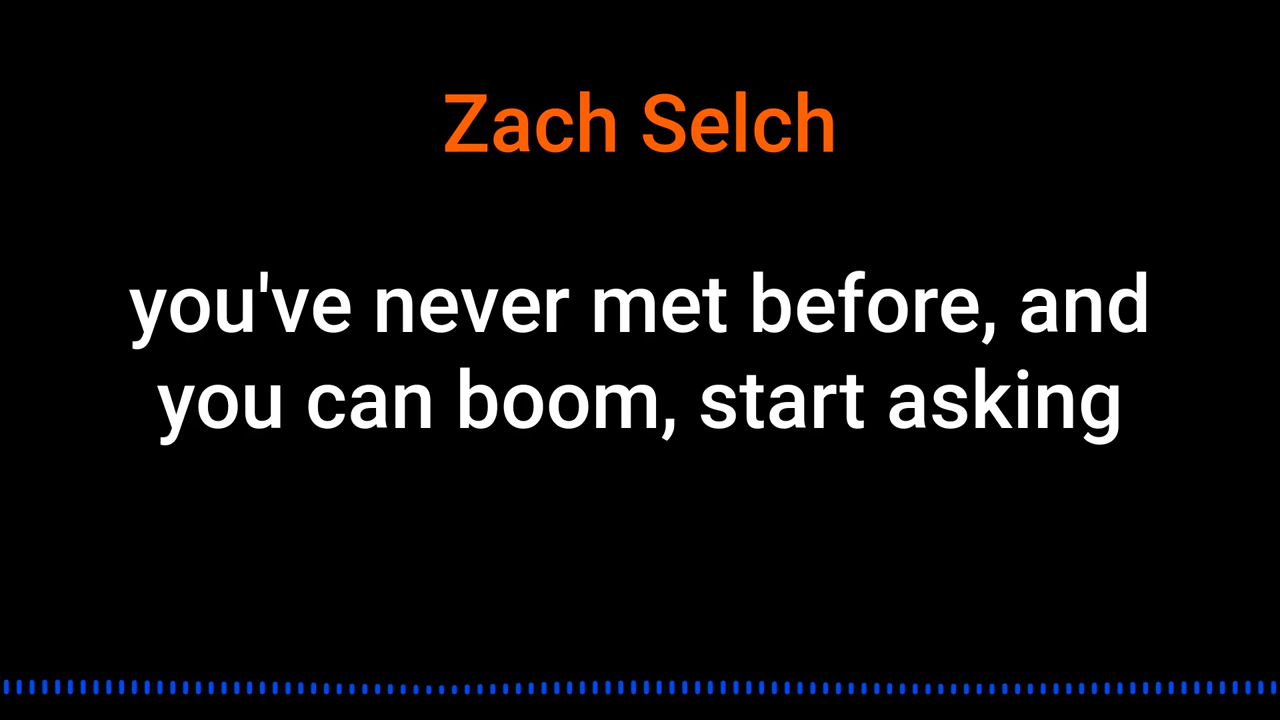 Zach Selch
you've never met before, and
you can boom, start asking